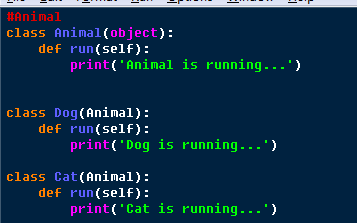 #Animal
class Animal(object):
    def run(self):
        print('Animal is running...')
class Dog(Animal):
    def run(self):
        print('Dog is running...')
class Cat(Animal):
    def run(self):
        print('Cat is running...')